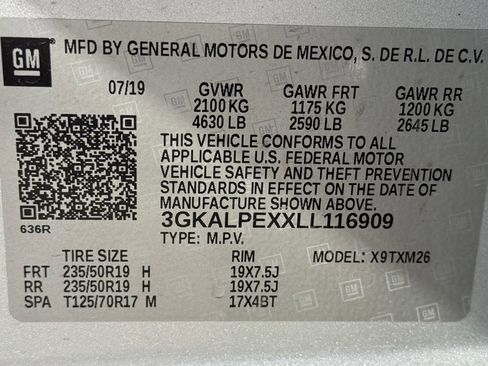 GM MFD BY GENERAL MOTORS DE MEXICO, S. DE R.L. DE C.V.
07/19 GVWR GAWR FRT GAWR RR
2100 KG 1175 KG 1200 KG
4630 LB 2590 LB 2645 LB
THIS VEHICLE CONFORMS TO ALL
APPLICABLE U.S. FEDERAL MOTOR
VEHICLE SAFETY AND THEFT PREVENTION
STANDARDS IN EFFECT ON THE DATE OF
MANUFACTURE SHOWN ABOVE.
636R 3GKALPEXXLL116909
TYPE: M.P.V.
TIRE SIZE RIM MODEL: X9TXM26
FRT 235/50R19 H 19X7.5J
RR 235/50R19 H 19X7.5J
SPA T125/70R17 M 17X4BT